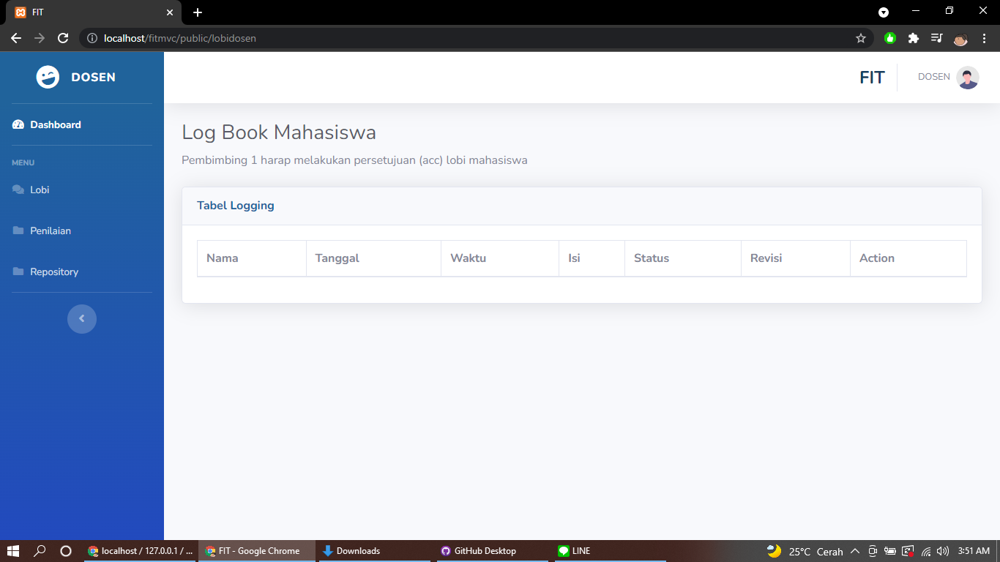 FIT
localhost/fitmvc/public/lobidosen
DOSEN
FIT
DOSEN
Dashboard
MENU
Lobi
Penilaian
Repository
Log Book Mahasiswa
Pembimbing 1 harap melakukan persetujuan (acc) lobi mahasiswa
Tabel Logging
Nama Tanggal Waktu Isi Status Revisi Action
localhost / 127.0.0.1 / ... FIT - Google Chrome Downloads GitHub Desktop LINE 25°C Cerah 3:51 AM